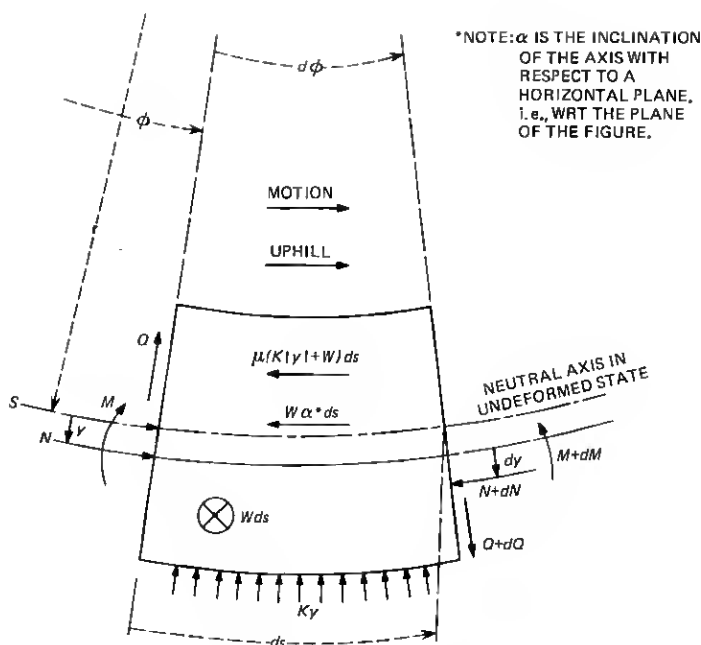 *NOTE: α IS THE INCLINATION
OF THE AXIS WITH
RESPECT TO A
HORIZONTAL PLANE,
i.e., WRT THE PLANE
OF THE FIGURE.
dϕ
ϕ
MOTION
UPHILL
Q
μ(K|y|+W)ds
NEUTRAL AXIS IN
UNDEFORMED STATE
Wα*ds
S
M
y
N
dy
M+dM
N+dN
Wds
Q+dQ
Ky
ds